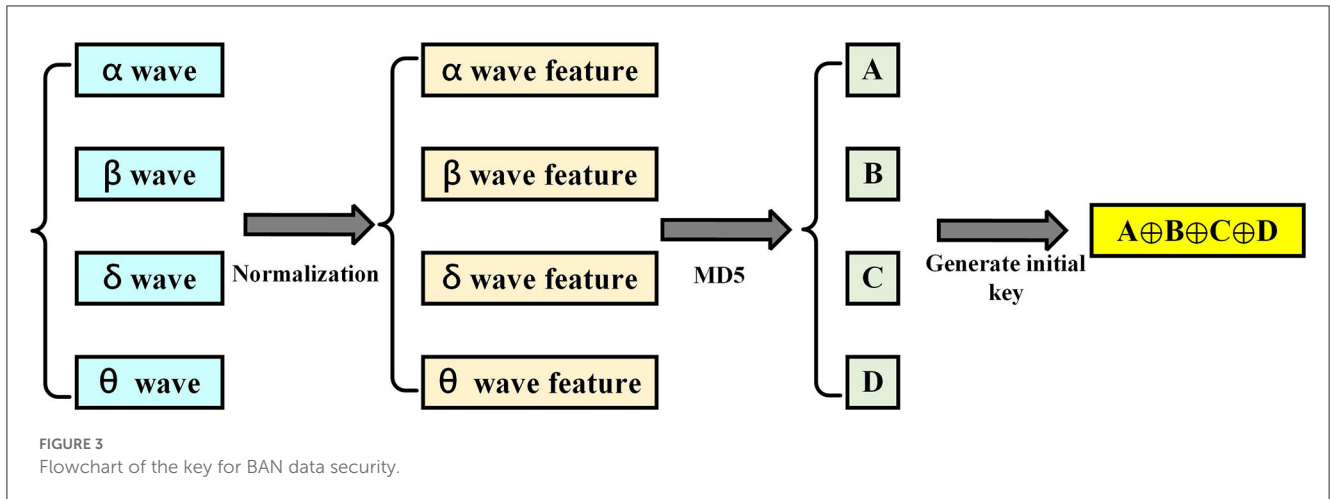 α wave
β wave
δ wave
θ wave
Normalization
α wave feature
β wave feature
δ wave feature
θ wave feature
MD5
A
B
C
D
Generate initial
key
A⊕B⊕C⊕D
FIGURE 3
Flowchart of the key for BAN data security.